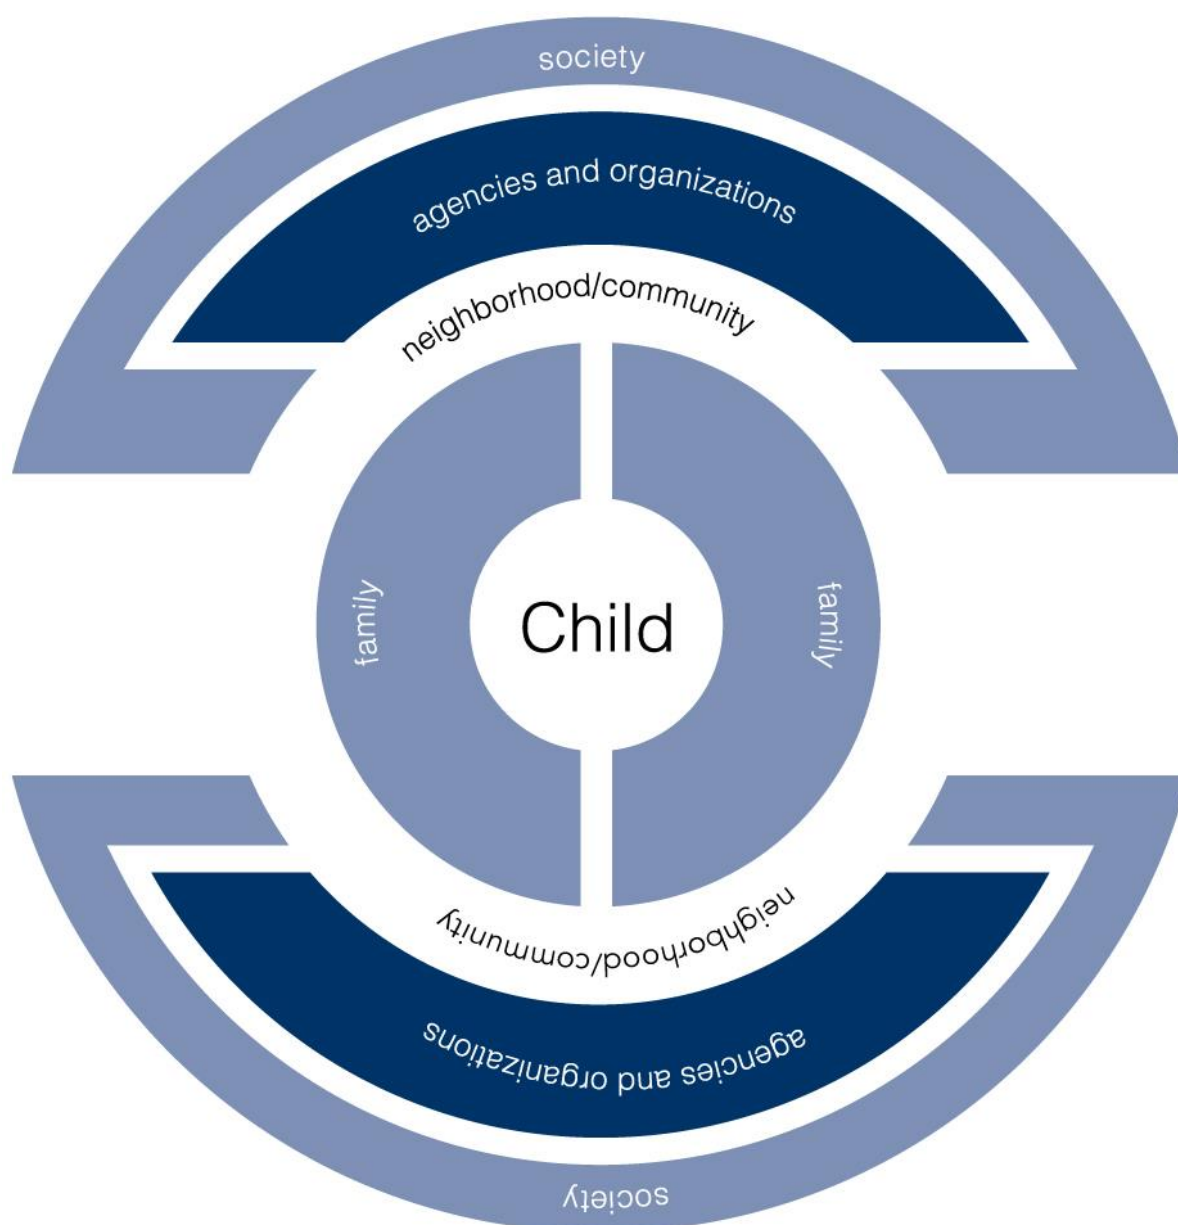 society
agencies and organizations
neighborhood/community
family
Child
family
neighborhood/community
agencies and organizations
society